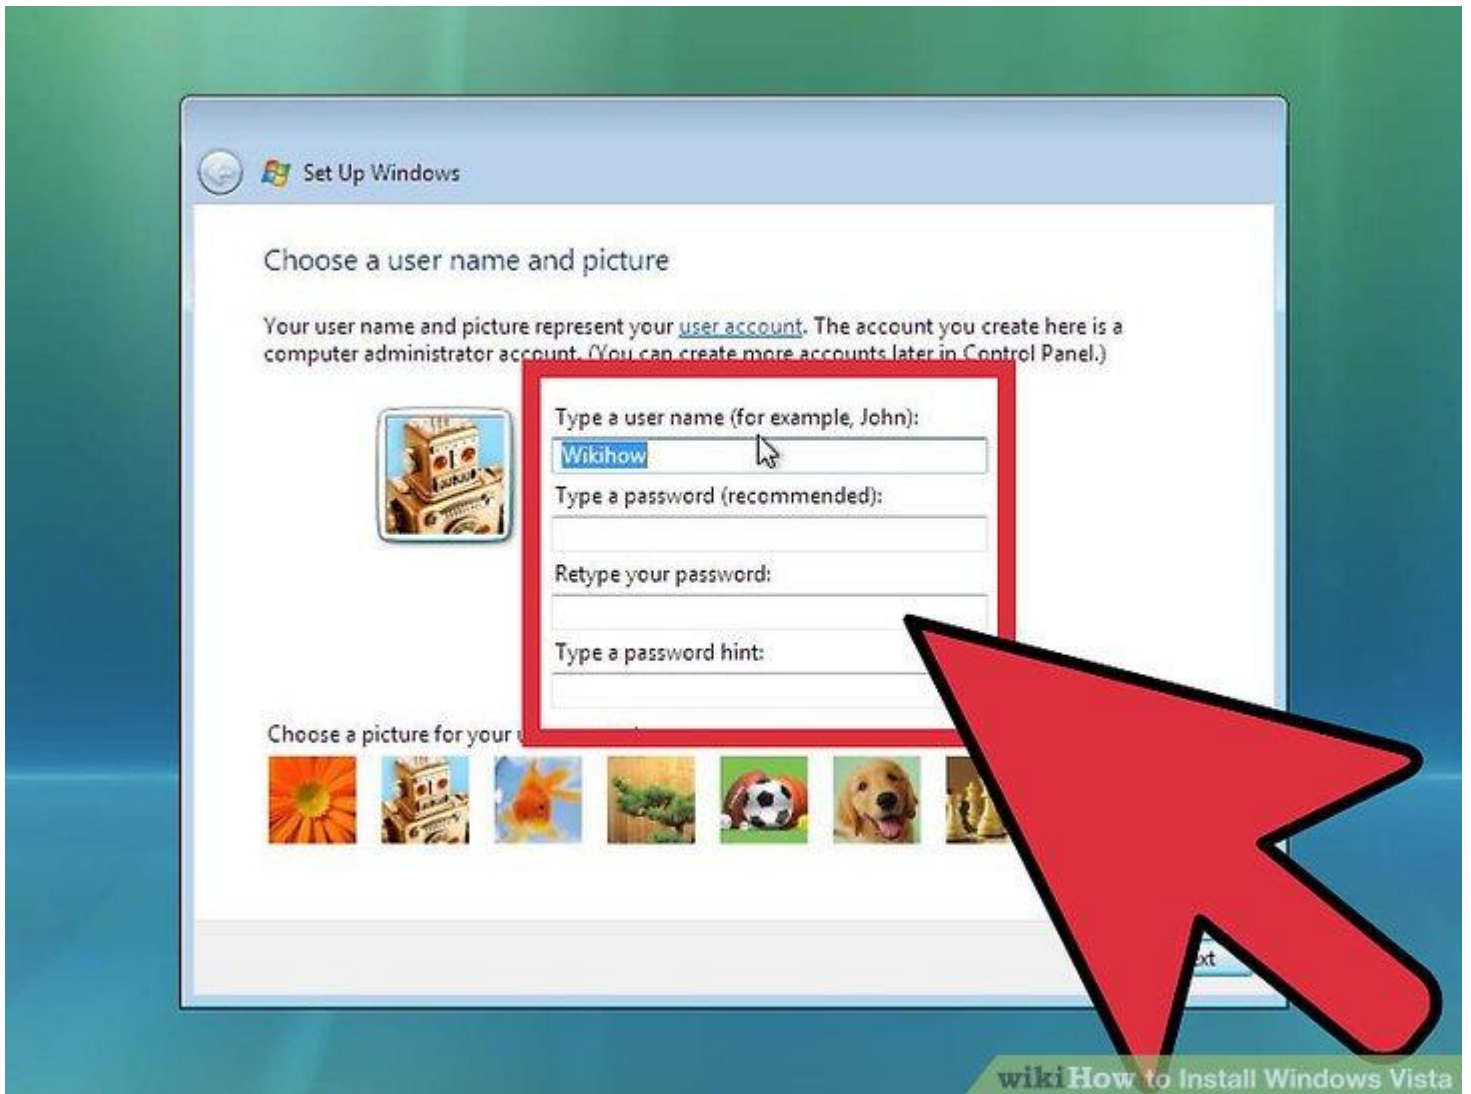 Set Up Windows
Choose a user name and picture
Your user name and picture represent your user account. The account you create here is a
computer administrator account. (You can create more accounts later in Control Panel.)
Type a user name (for example, John):
Wikihow
Type a password (recommended):
Retype your password:
Type a password hint:
Choose a picture for your
wikiHow to Install Windows Vista